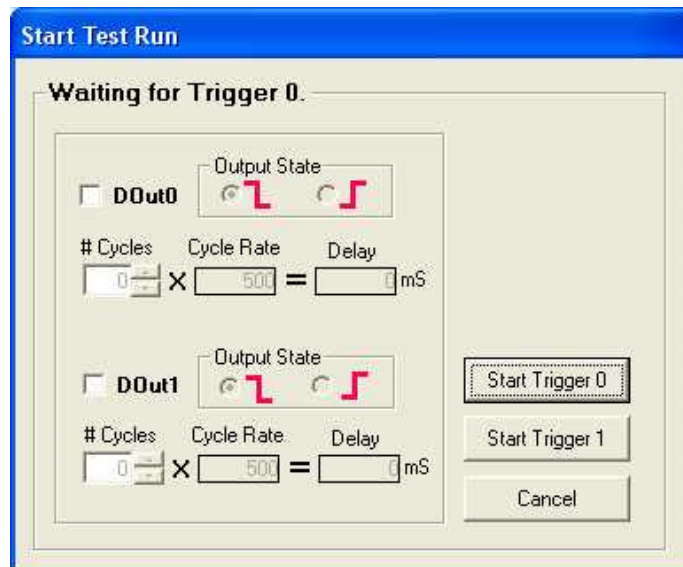 Start Test Run
Waiting for Trigger 0.
Output State
DOut0
# Cycles Cycle Rate Delay
0 X 500 = 0 mS
Output State
DOut1
# Cycles Cycle Rate Delay
0 X 500 = 0 mS
Start Trigger 0
Start Trigger 1
Cancel